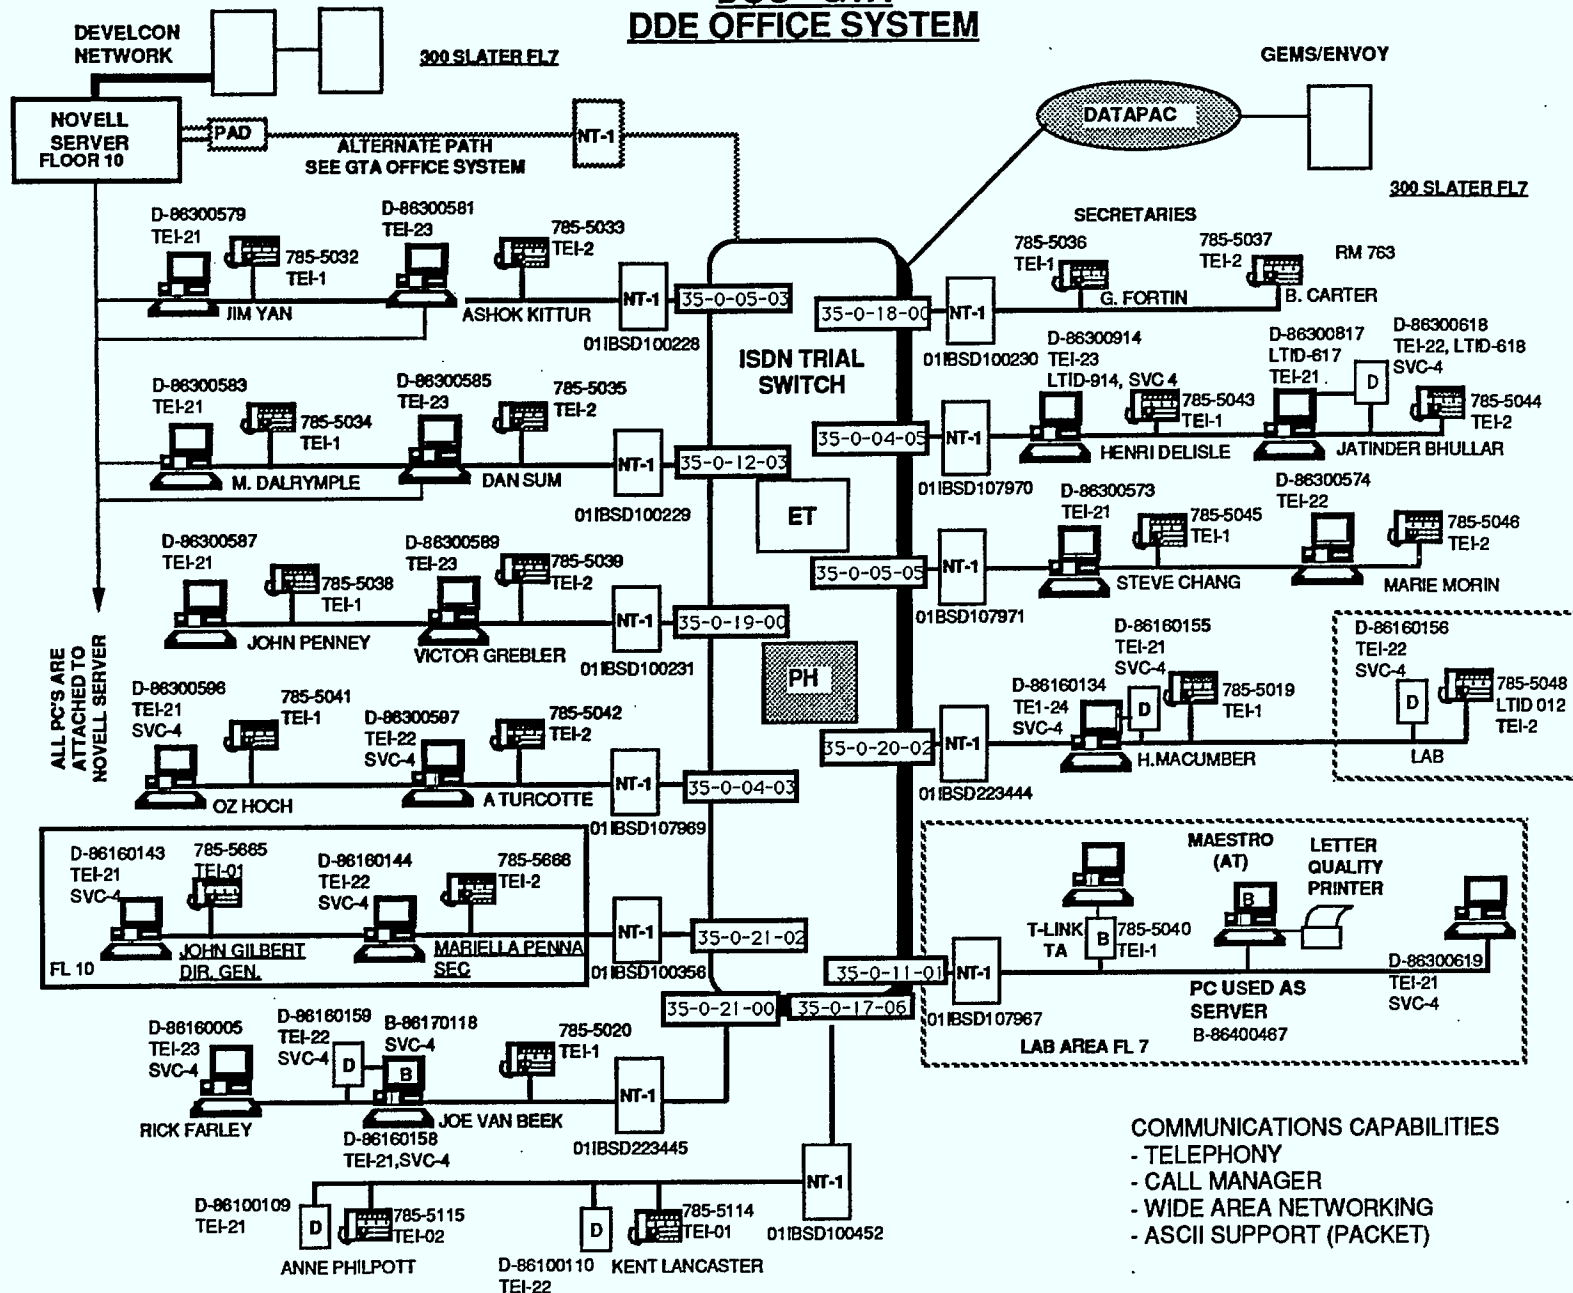 DDE OFFICE SYSTEM
DEVELCON
NETWORK
300 SLATER FL7
GEMS/ENVOY
NOVELL
SERVER
FLOOR 10
PAD
NT-1
ALTERNATE PATH
SEE GTA OFFICE SYSTEM
DATAPAC
300 SLATER FL7
D-86300579
TEI-21
785-5032
TEI-1
D-86300581
TEI-23
785-5033
TEI-2
JIM YAN
ASHOK KITTUR
NT-1
01IBSD100228
35-0-05-03
SECRETARIES
785-5036
TEI-1
785-5037
TEI-2
RM 763
G. FORTIN
B. CARTER
35-0-18-00
NT-1
01IBSD100230
ISDN TRIAL
SWITCH
D-86300583
TEI-21
785-5034
TEI-1
D-86300585
TEI-23
785-5035
TEI-2
M. DALRYMPLE
DAN SUM
NT-1
01IBSD100229
35-0-12-03
D-86300914
TEI-23
LTID-914, SVC 4
785-5043
TEI-1
D-86300817
LTID-617
TEI-21
D-86300618
TEI-22, LTID-618
SVC-4
D
785-5044
TEI-2
HENRI DELISLE
JATINDER BHULLAR
35-0-04-05
NT-1
01IBSD107970
ET
D-86300587
TEI-21
785-5038
TEI-1
D-86300589
TEI-23
785-5039
TEI-2
JOHN PENNEY
VICTOR GREBLER
NT-1
01IBSD100231
35-0-19-00
D-86300573
TEI-21
785-5045
TEI-1
D-86300574
TEI-22
785-5046
TEI-2
STEVE CHANG
MARIE MORIN
35-0-05-05
NT-1
01BSD107971
PH
ALL PC'S ARE
ATTACHED TO
NOVELL SERVER
D-86300596
TEI-21
SVC-4
785-5041
TEI-1
D-86300597
TEI-22
SVC-4
785-5042
TEI-2
OZ HOCH
A TURCOTTE
NT-1
01IBSD107969
35-0-04-03
D-86160134
TE1-24
SVC-4
D-86160155
TEI-21
SVC-4
D
785-5019
TEI-1
H.MACUMBER
D-86160156
TEI-22
SVC-4
D
785-5048
LTID 012
TEI-2
LAB
35-0-20-02
NT-1
01IBSD223444
D-86160143
TEI-21
SVC-4
785-5665
TEI-01
D-86160144
TEI-22
SVC-4
785-5666
TEI-2
FL 10
JOHN GILBERT
DIR. GEN.
MARIELLA PENNA
SEC
NT-1
01IBSD100356
35-0-21-02
MAESTRO
(AT)
LETTER
QUALITY
PRINTER
B
T-LINK
TA
B
785-5040
TEI-1
D-86300619
TEI-21
SVC-4
PC USED AS
SERVER
B-86400467
LAB AREA FL 7
35-0-11-01
NT-1
01IBSD107967
35-0-21-00
35-0-17-06
D-86160005
TEI-23
SVC-4
D-86160159
TEI-22
SVC-4
D
B-86170118
SVC-4
B
785-5020
TEI-1
RICK FARLEY
JOE VAN BEEK
D-86160158
TEI-21,SVC-4
NT-1
01IBSD223445
NT-1
01IBSD100452
D-86100109
TEI-21
D
785-5115
TEI-02
ANNE PHILPOTT
D
D-86100110
TEI-22
785-5114
TEI-01
KENT LANCASTER
COMMUNICATIONS CAPABILITIES
- TELEPHONY
- CALL MANAGER
- WIDE AREA NETWORKING
- ASCII SUPPORT (PACKET)